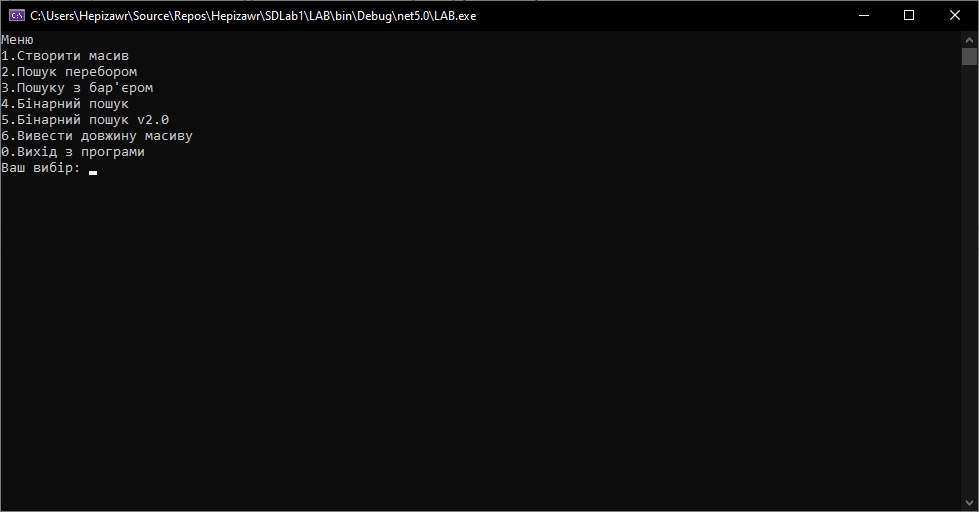 C:\Users\Hepizawr\Source\Repos\Hepizawr\SDLab1\LAB\bin\Debug\net5.0\LAB.exe
Меню
1.Створити масив
2.Пошук перебором
3.Пошуку з бар'єром
4.Бінарний пошук
5.Бінарний пошук v2.0
6.Вивести довжину масиву
0.Вихід з програми
Ваш вибір: